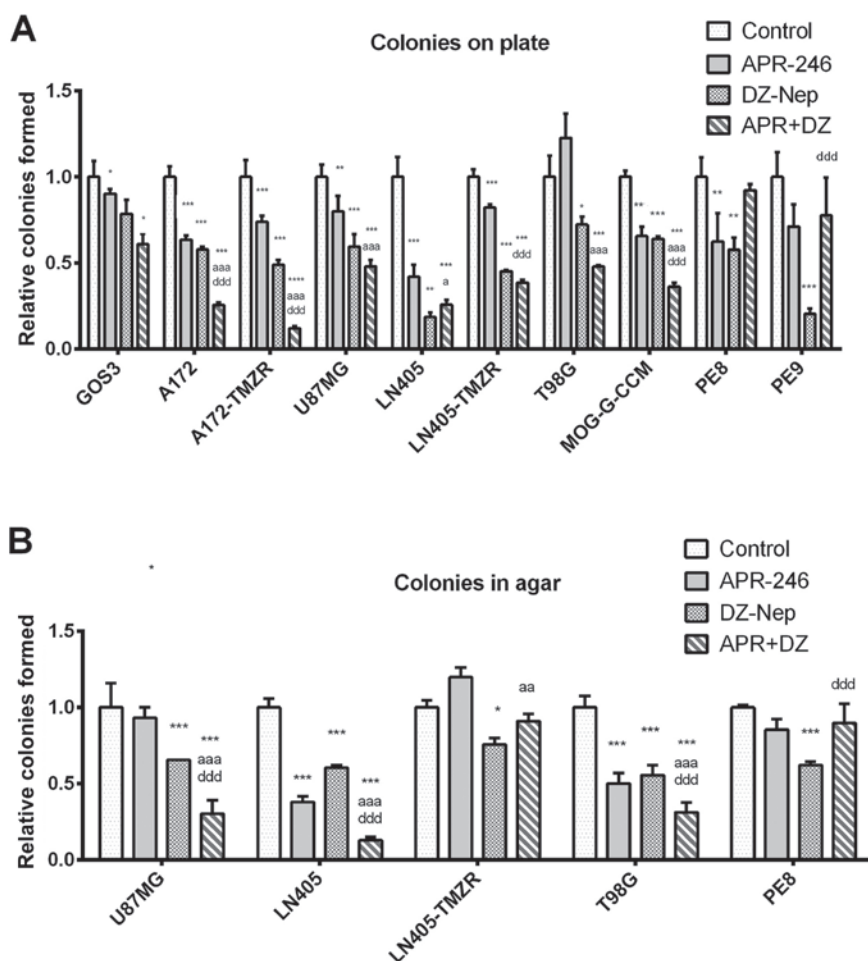 A
Colonies on plate
Control
APR-246
DZ-Nep
APR+DZ
Relative colonies formed
1.5
1.0
0.5
0.0
*
*
***
***
***
aaa
ddd
***
***
****
aaa
ddd
**
***
***
aaa
***
**
***
a
***
***
***
ddd
*
***
aaa
**
***
***
aaa
ddd
**
**
***
ddd
GOS3
A172
A172-TMZR
U87MG
LN405
LN405-TMZR
T98G
MOG-G-CCM
PE8
PE9
B
*
Colonies in agar
Control
APR-246
DZ-Nep
APR+DZ
Relative colonies formed
1.5
1.0
0.5
0.0
***
***
aaa
ddd
***
***
***
aaa
ddd
*
aa
***
***
***
aaa
ddd
***
ddd
U87MG
LN405
LN405-TMZR
T98G
PE8